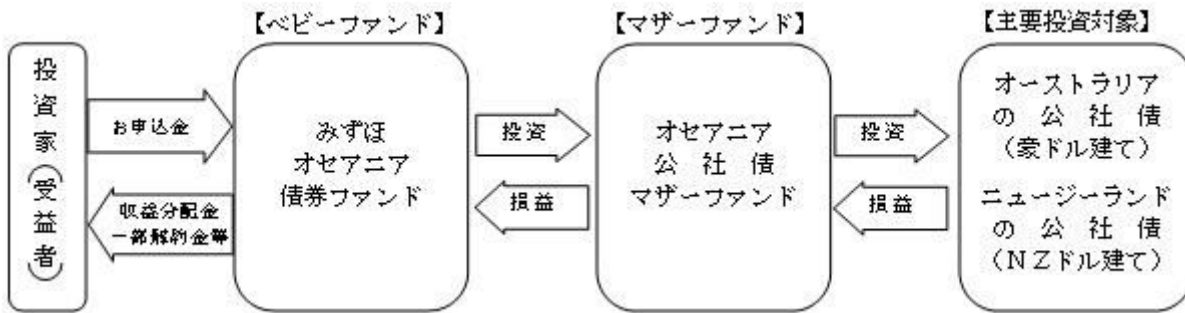 【ベビーファンド】
【マザーファンド】
【主要投資対象】
投資家(受益者)
お申込金
収益分配金
一部解約金等
みずほ
オセアニア
債券ファンド
投資
損益
オセアニア
公社債
マザーファンド
投資
損益
オーストラリア
の公社債
(豪ドル建て)
ニュージーランド
の公社債
(NZドル建て)